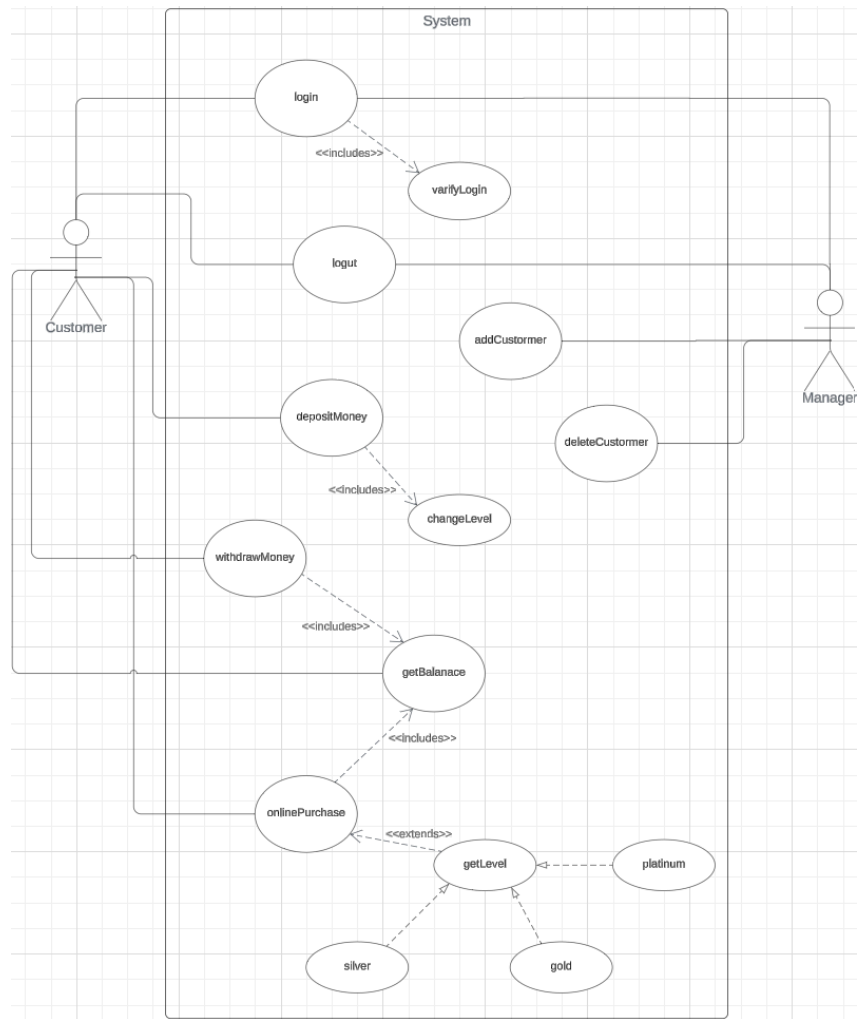 System
login
<<includes>>
varifyLogin
logut
Customer
addCustormer
Manager
depositMoney
deleteCustormer
<<includes>>
changeLevel
withdrawMoney
<<includes>>
getBalanace
<<includes>>
onlinePurchase
<<extends>>
getLevel
platinum
silver
gold